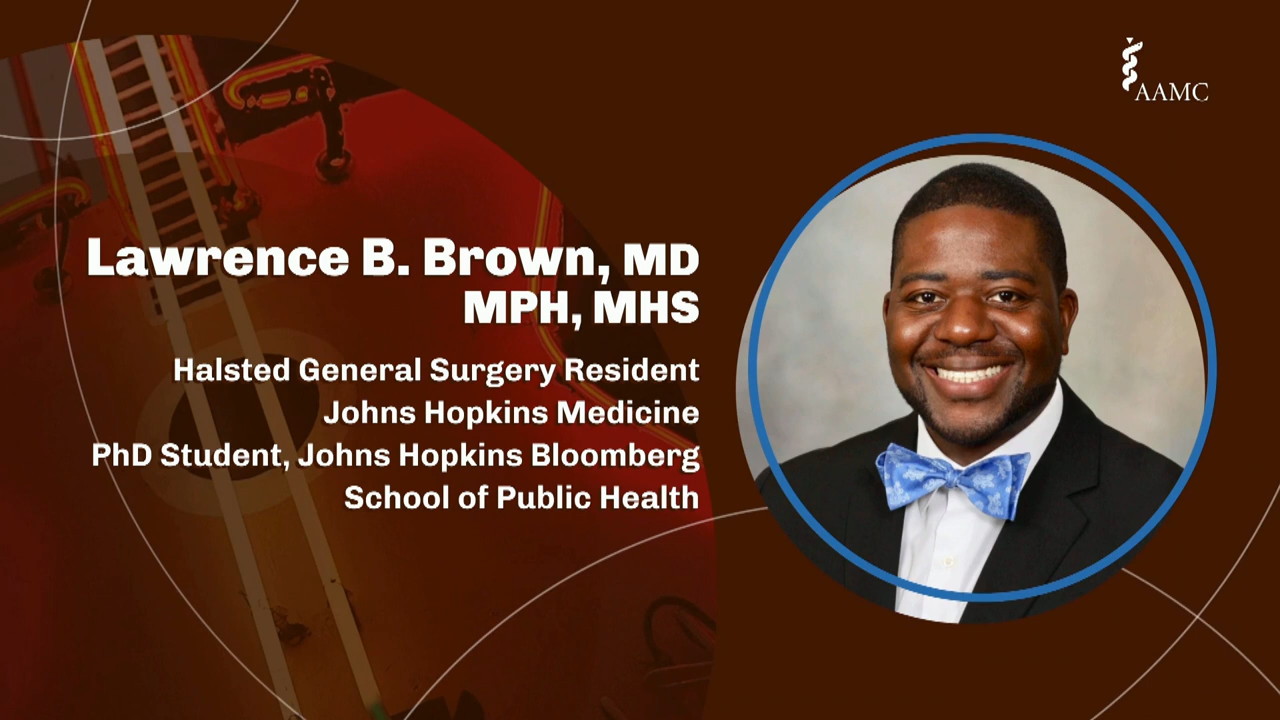 AAMC
Lawrence B. Brown, MD
MPH, MHS
Halsted General Surgery Resident
Johns Hopkins Medicine
PhD Student, Johns Hopkins Bloomberg
School of Public Health